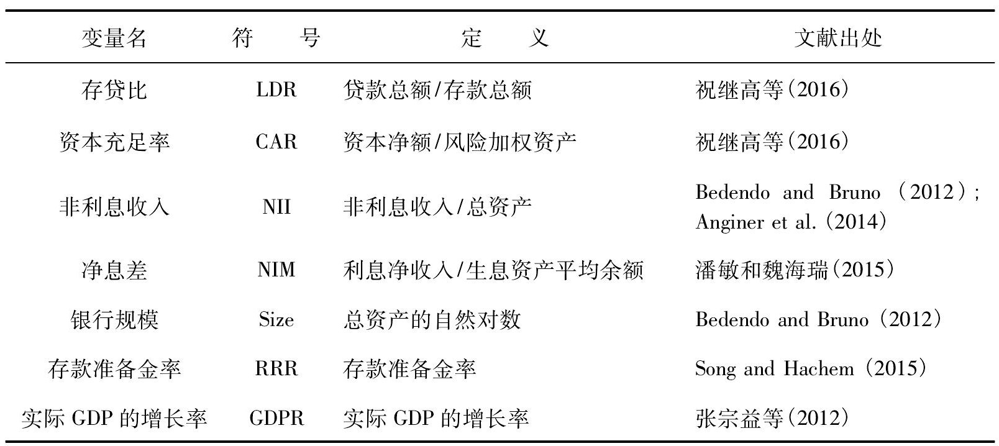 变量名 符 号 定 义 文献出处
存贷比 LDR 贷款总额/存款总额 祝继高等(2016)
资本充足率 CAR 资本净额/风险加权资产 祝继高等(2016)
非利息收入 NII 非利息收入/总资产 Bedendo and Bruno (2012);
Anginer et al. (2014)
净息差 NIM 利息净收入/生息资产平均余额 潘敏和魏海瑞(2015)
银行规模 Size 总资产的自然对数 Bedendo and Bruno (2012)
存款准备金率 RRR 存款准备金率 Song and Hachem (2015)
实际 GDP 的增长率 GDPR 实际 GDP 的增长率 张宗益等(2012)